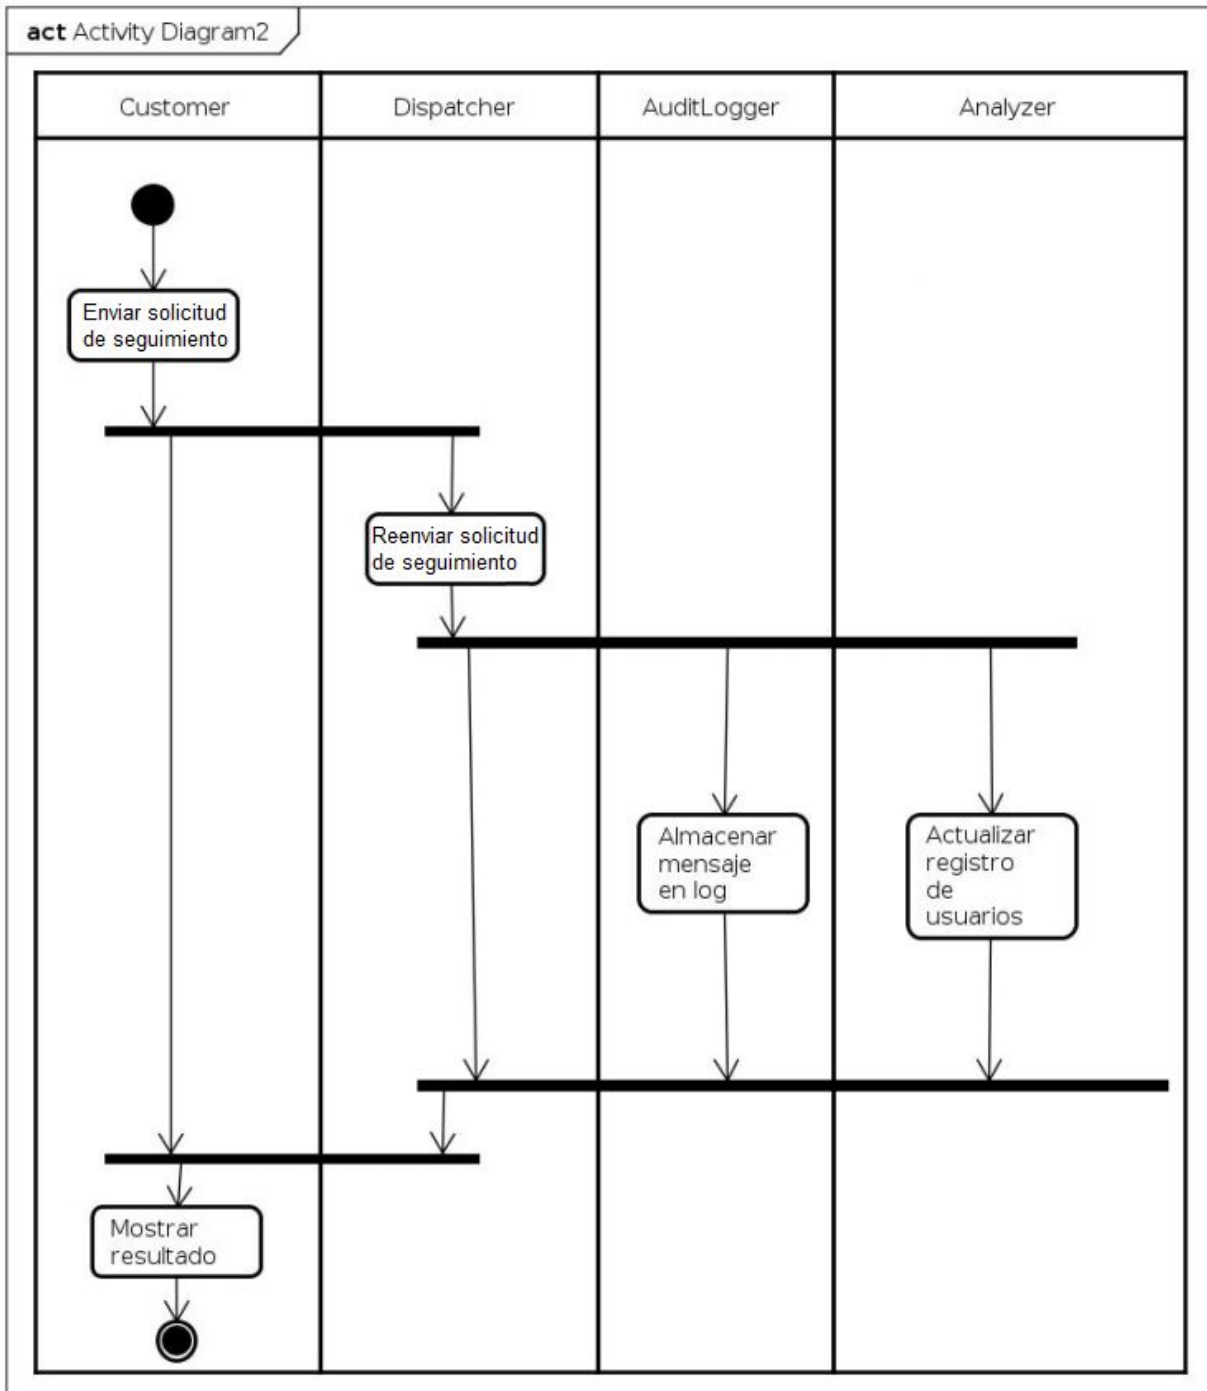 act Activity Diagram2
Customer
Dispatcher
AuditLogger
Analyzer
Enviar solicitud
de seguimiento
Reenviar solicitud
de seguimiento
Almacenar
mensaje
en log
Actualizar
registro
de
usuarios
Mostrar
resultado